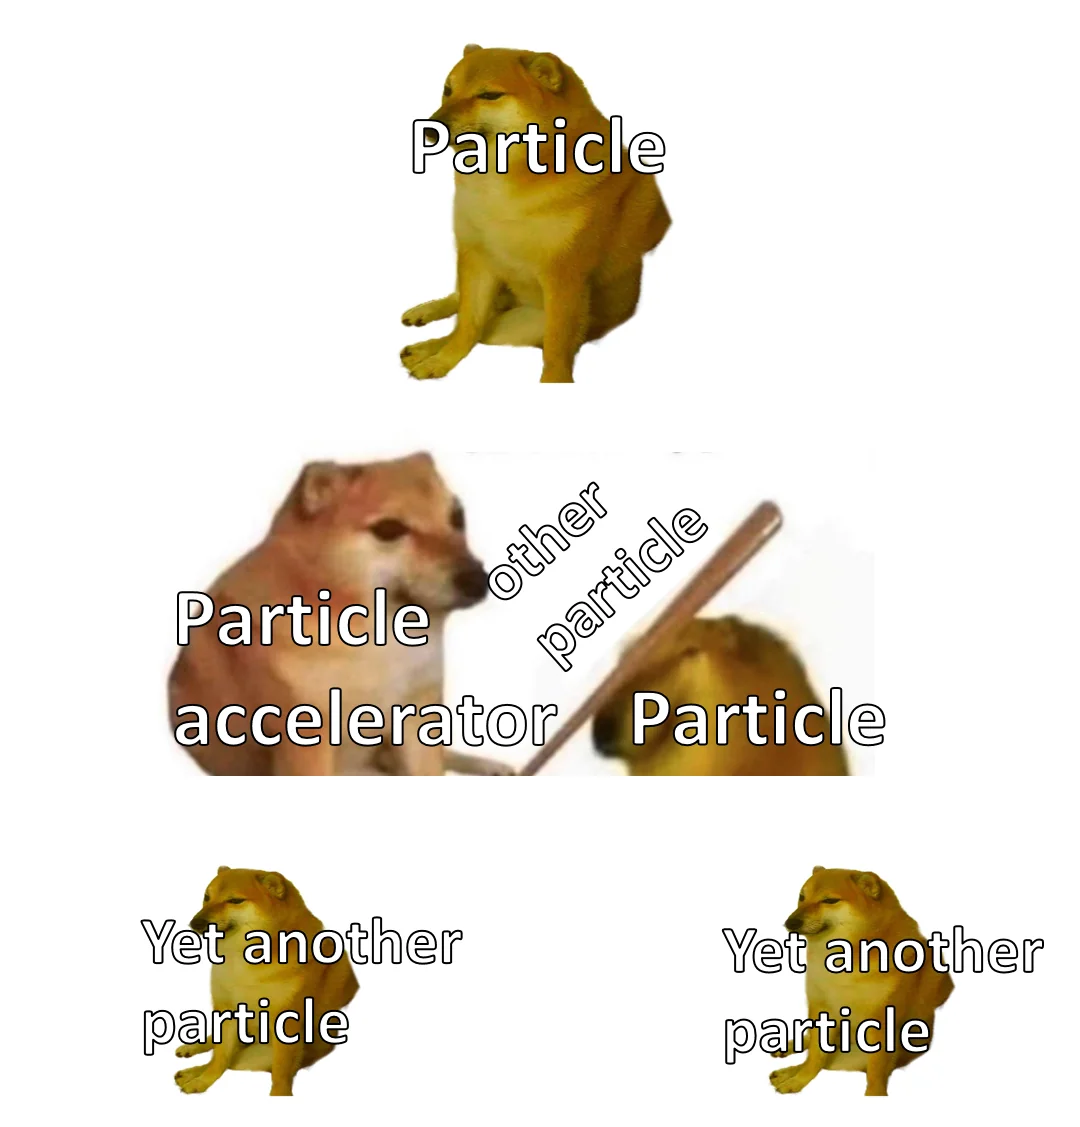 Particle
other
particle
Particle
accelerator
Particle
Yet another
particle
Yet another
particle